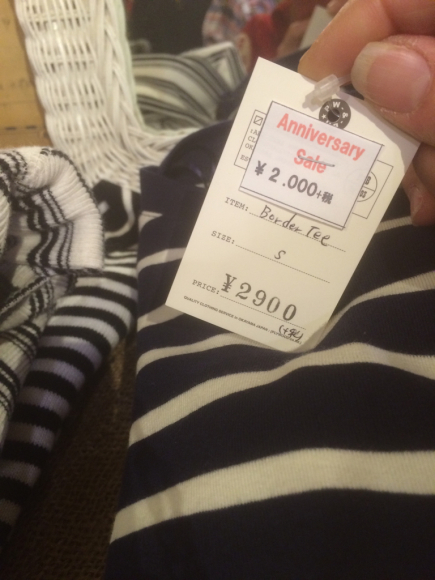 Anniversary
Sale
¥2.000+税
ITEM: Border Tee
SIZE: S
PRICE: ¥2900
(+税)